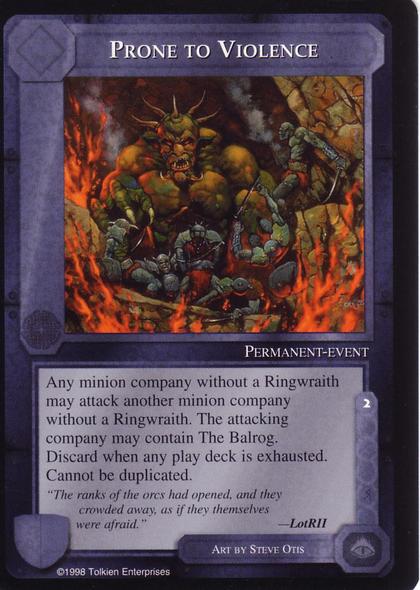 PRONE TO VIOLENCE
PERMANENT-EVENT
Any minion company without a Ringwraith
may attack another minion company
without a Ringwraith. The attacking
company may contain The Balrog.
Discard when any play deck is exhausted.
Cannot be duplicated.
2
"The ranks of the orcs had opened, and they
crowded away, as if they themselves
were afraid." —LotRII
ART BY STEVE OTIS
©1998 Tolkien Enterprises